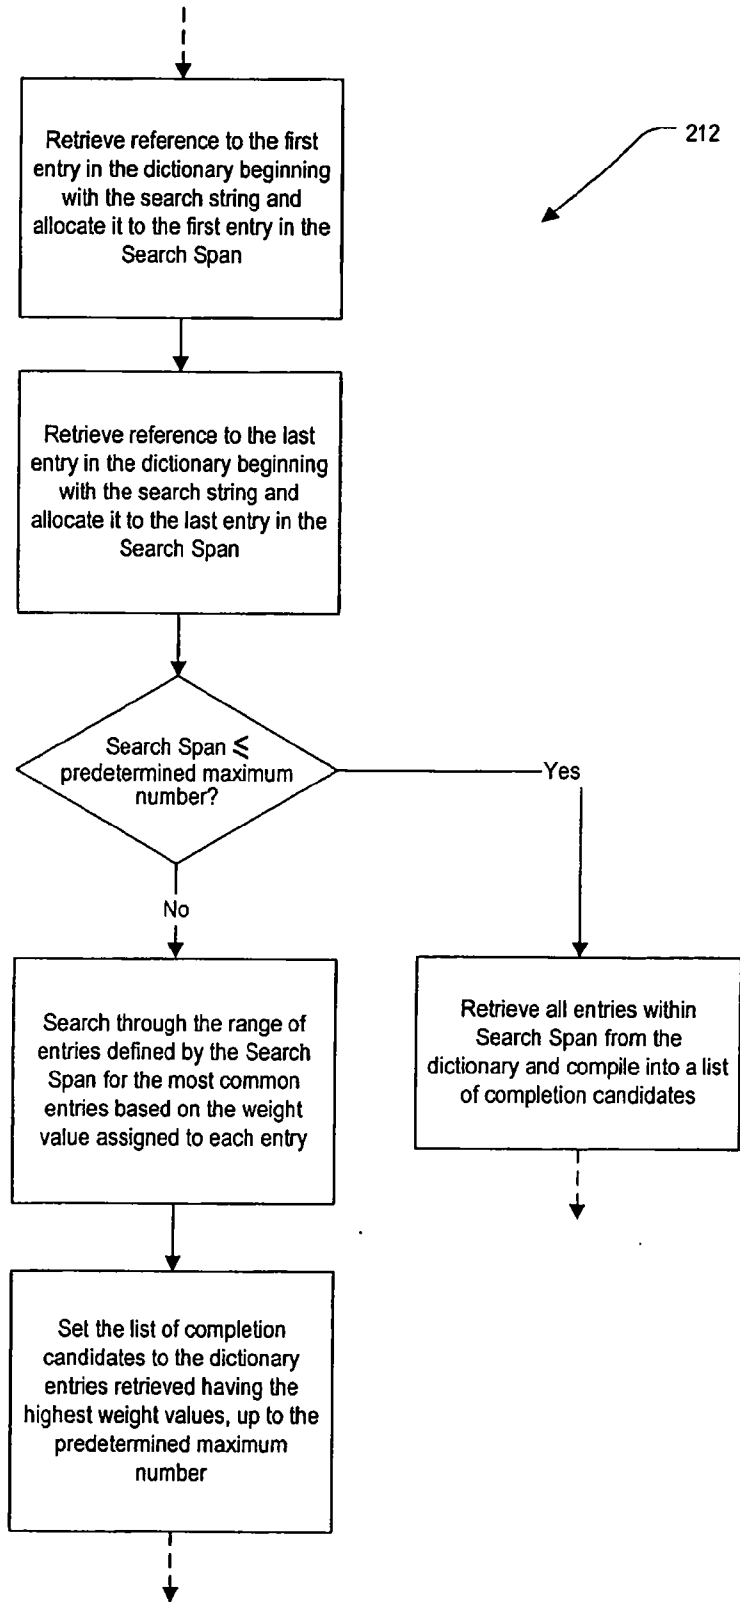 212
Retrieve reference to the first
entry in the dictionary beginning
with the search string and
allocate it to the first entry in the
Search Span
Retrieve reference to the last
entry in the dictionary beginning
with the search string and
allocate it to the last entry in the
Search Span
Search Span ⩽
predetermined maximum
number?
Yes
No
Search through the range of
entries defined by the Search
Span for the most common
entries based on the weight
value assigned to each entry
Retrieve all entries within
Search Span from the
dictionary and compile into a list
of completion candidates
Set the list of completion
candidates to the dictionary
entries retrieved having the
highest weight values, up to the
predetermined maximum
number